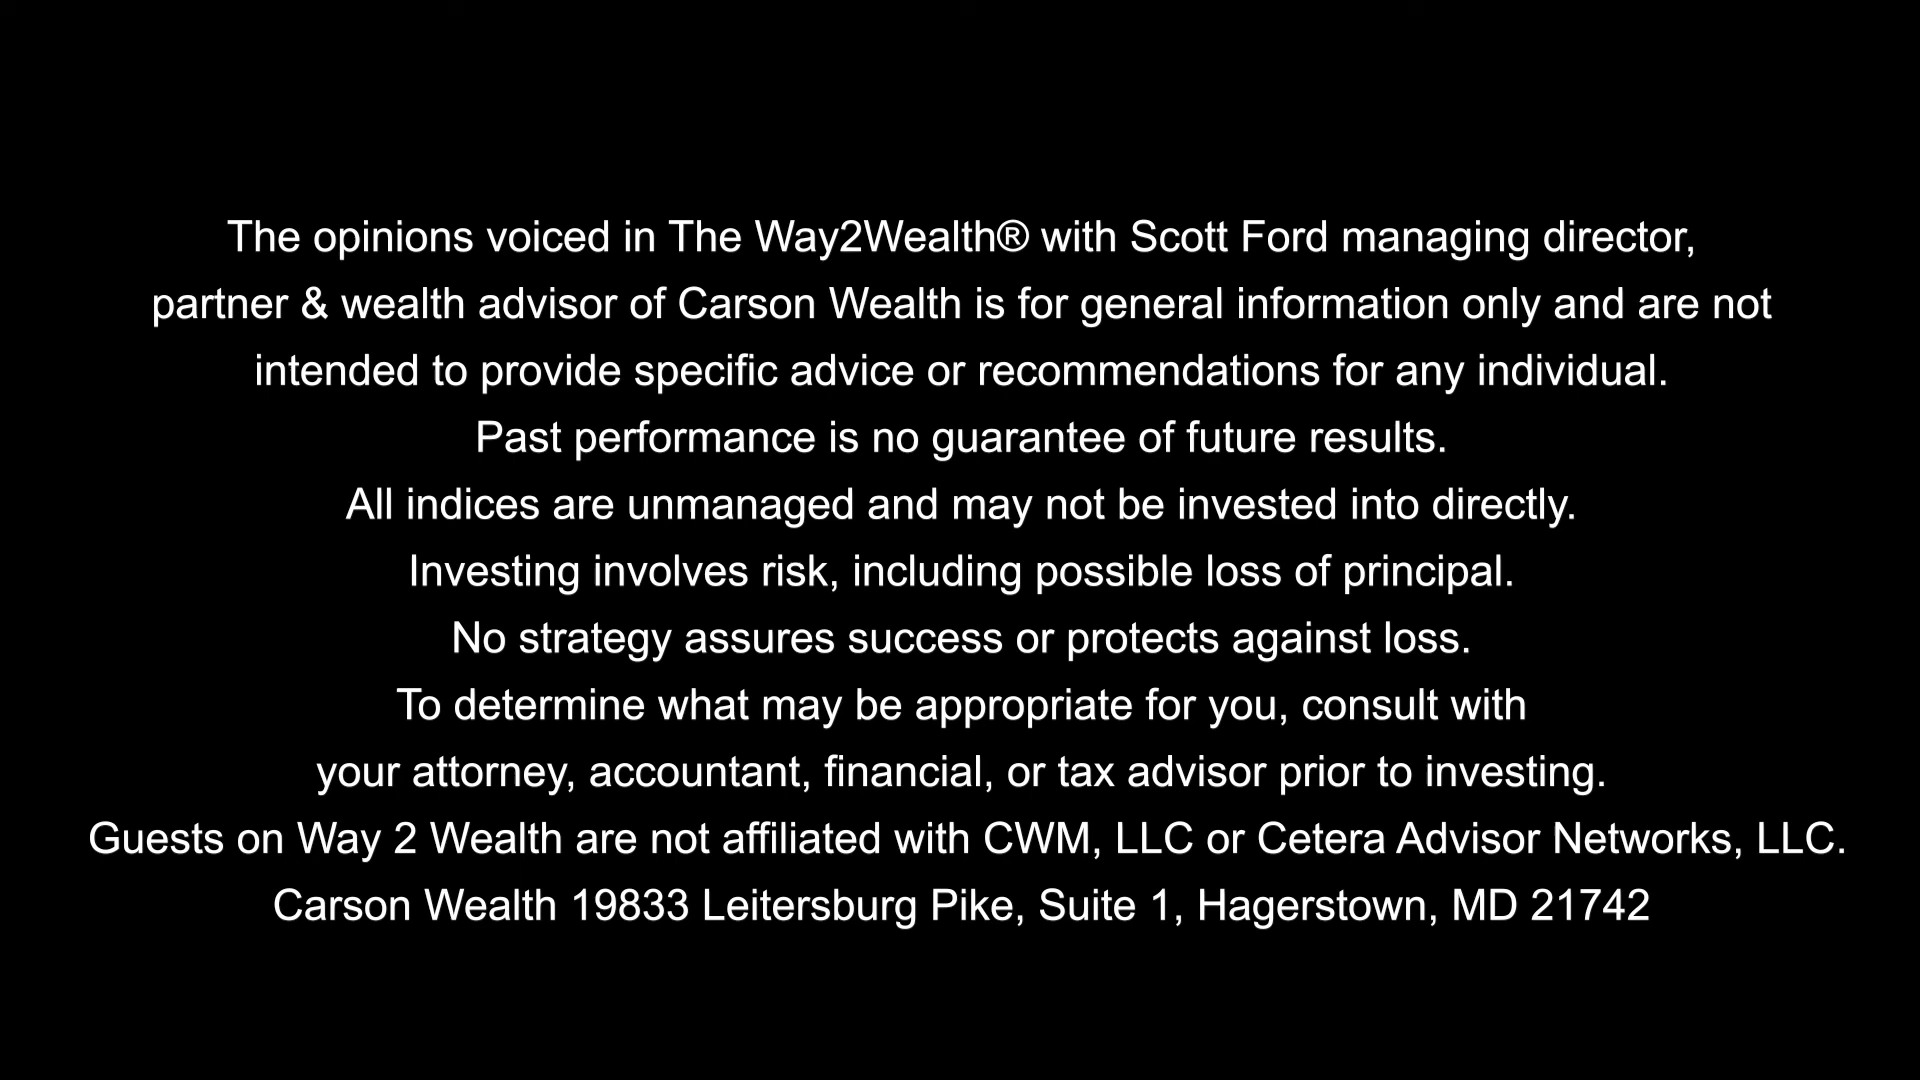 The opinions voiced in The Way2Wealth® with Scott Ford managing director,
partner & wealth advisor of Carson Wealth is for general information only and are not
intended to provide specific advice or recommendations for any individual.
Past performance is no guarantee of future results.
All indices are unmanaged and may not be invested into directly.
Investing involves risk, including possible loss of principal.
No strategy assures success or protects against loss.
To determine what may be appropriate for you, consult with
your attorney, accountant, financial, or tax advisor prior to investing.
Guests on Way 2 Wealth are not affiliated with CWM, LLC or Cetera Advisor Networks, LLC.
Carson Wealth 19833 Leitersburg Pike, Suite 1, Hagerstown, MD 21742